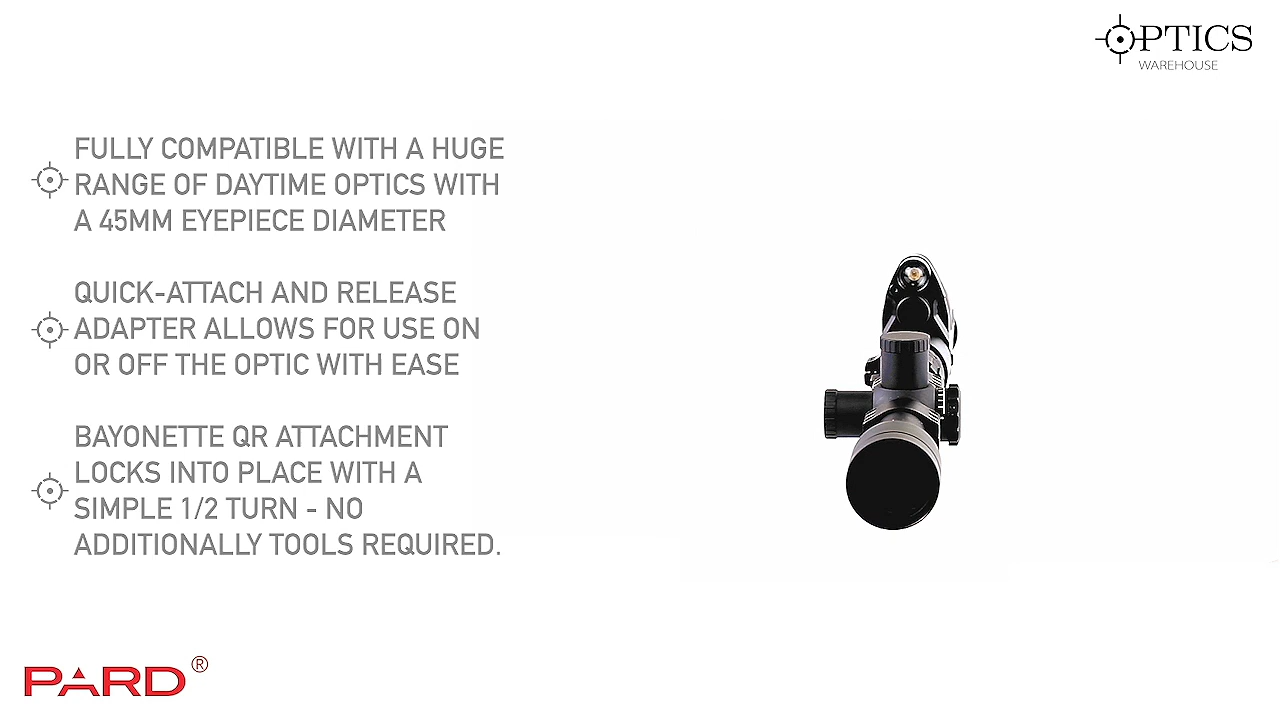 OPTICS
WAREHOUSE
FULLY COMPATIBLE WITH A HUGE
RANGE OF DAYTIME OPTICS WITH
A 45MM EYEPIECE DIAMETER
QUICK-ATTACH AND RELEASE
ADAPTER ALLOWS FOR USE ON
OR OFF THE OPTIC WITH EASE
BAYONETTE QR ATTACHMENT
LOCKS INTO PLACE WITH A
SIMPLE 1/2 TURN - NO
ADDITIONALLY TOOLS REQUIRED.
PARD®